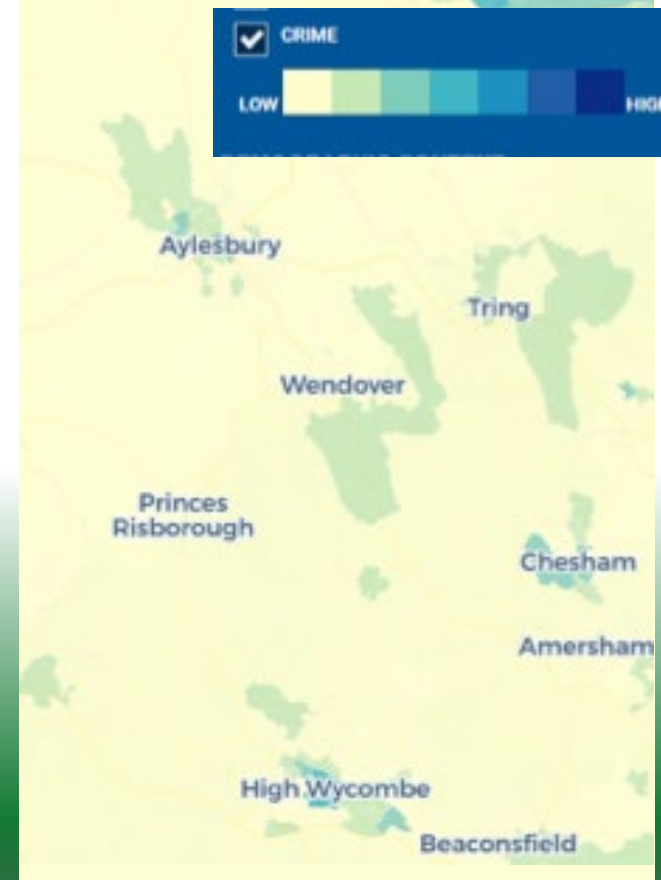 CRIME
LOW
Aylesbury
Tring
Wendover
Princes
Risborough
Chesham
Amersham
High Wycombe
Beaconsfield